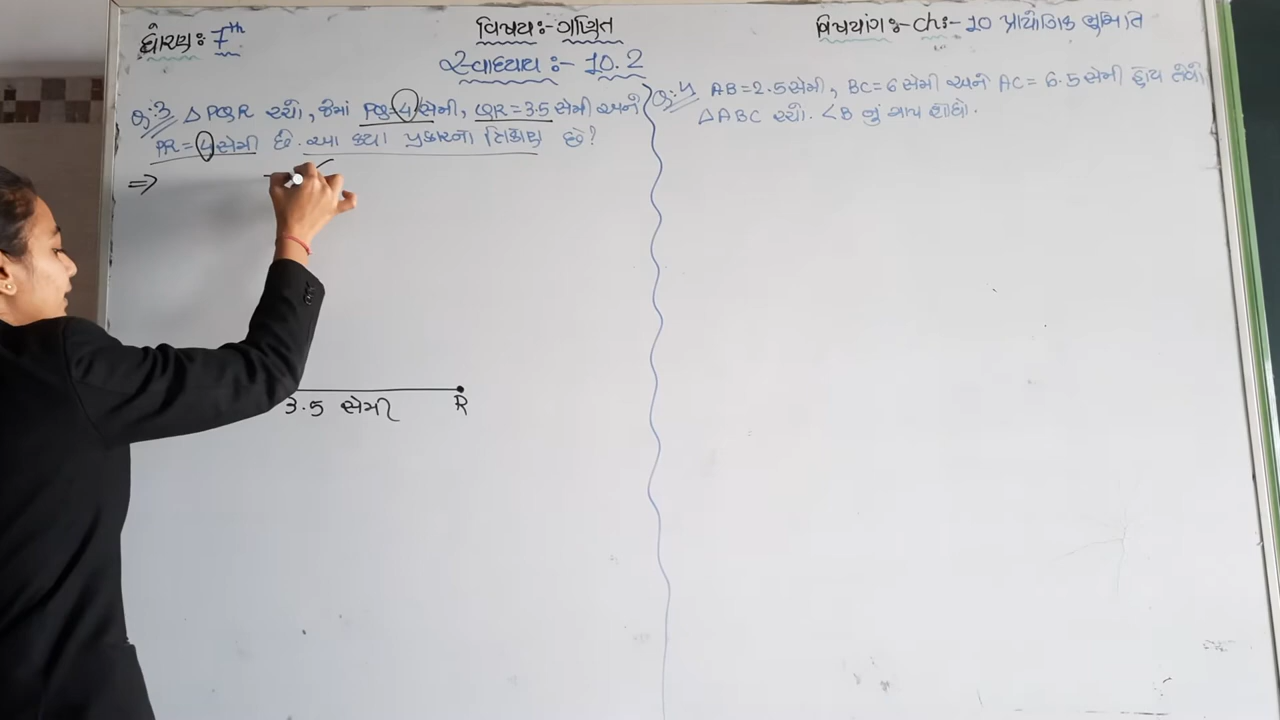 ધોરણ: 7th
વિષય:- ગણિત
સ્વાધ્યાય:- 10.2
વિષયાંગ:- Ch:- 10 પ્રાયોગિક ભૂમિતિ
પ્ર:3 △PQR રચો, જેમાં PQ=4 સેમી, QR=3.5 સેમી અને
PR=4 સેમી છે. આ કયા પ્રકારનો ત્રિકોણ છે?
⇒
3.5 સેમી R
AB=2.5 સેમી, BC=6 સેમી અને AC=6.5 સેમી હોય તેવો
△ABC રચો. ∠B નું માપ શોધો.